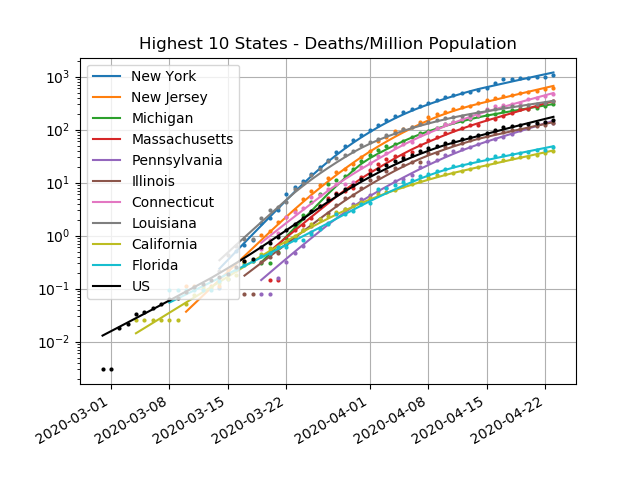 Highest 10 States - Deaths/Million Population
10³
10²
10¹
10⁰
10⁻¹
10⁻²
New York
New Jersey
Michigan
Massachusetts
Pennsylvania
Illinois
Connecticut
Louisiana
California
Florida
US
2020-03-01
2020-03-08
2020-03-15
2020-03-22
2020-04-01
2020-04-08
2020-04-15
2020-04-22